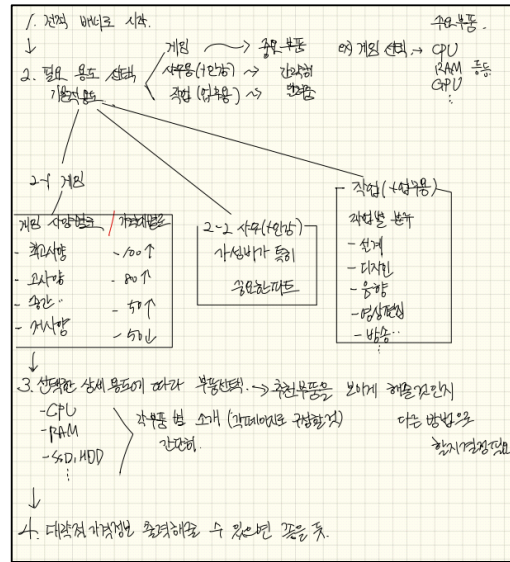 1. 견적 배너로 시작.
↓
2. 필요 용도 선택
기본적용도
게임 → 중요 부품
사무용(+인강) → 간략히
작업 (업무용) →
ex) 게임 선택 →
주요부품.
CPU
RAM 등등
GPU
⋮
2-1 게임
게임 사양별로 / 가격대별로
- 최고사양 - 100↑
- 고사양 - 80↑
- 중간·· - 50↑
- 저사양 - 50↓
2-2 사무(+인강)
가성비가 특히
중요한파트
작업(+업무용)
작업별 분류
- 설계
- 디자인
- 음향
- 영상편집
- 방송··
↓
3. 선택한 상세용도에 따라 부품선택. → 추천부품을 보이게 해줄것인지
다른 방법으로
할지결정필요
- CPU
- RAM
- SSD, HDD
⋮
각부품 별 소개 (각페이지로 구성할것)
간단히.
↓
4. 대략적 가격정보 출력해줄 수 있으면 좋을 듯.